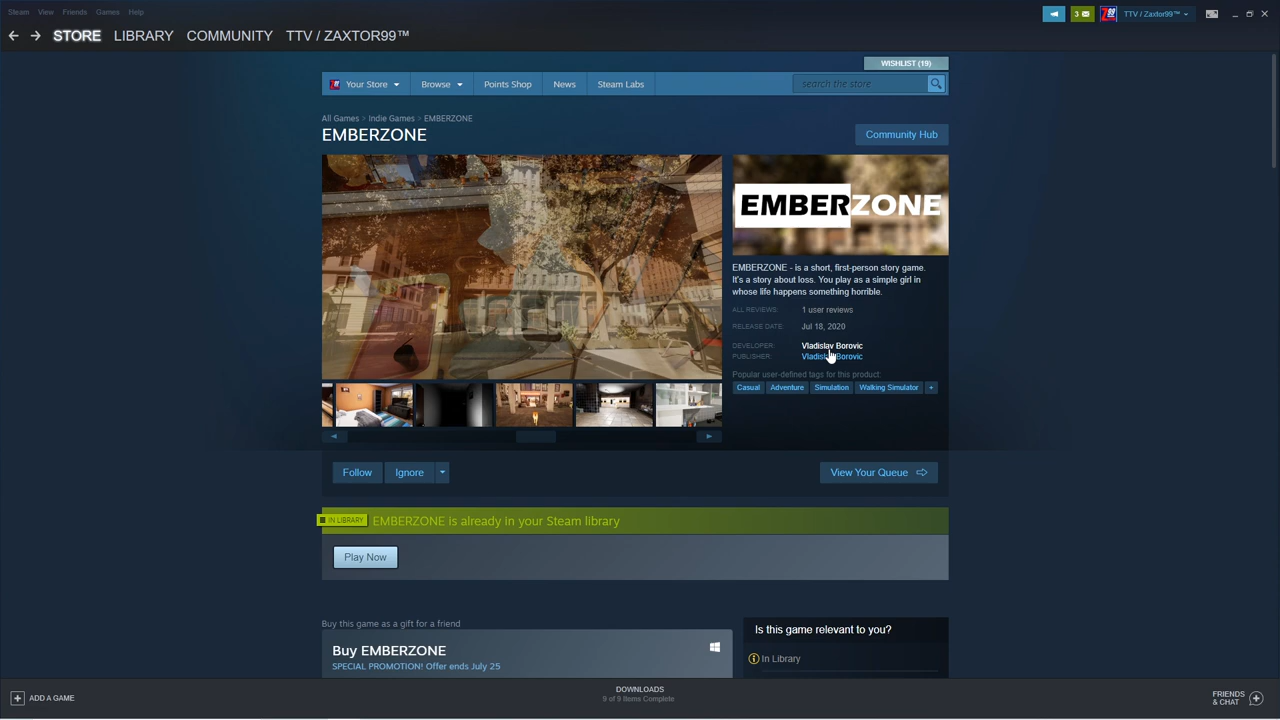 Steam View Friends Games Help
3 TTV / Zaxtor99™
STORE LIBRARY COMMUNITY TTV / ZAXTOR99™
WISHLIST (19)
Your Store Browse Points Shop News Steam Labs search the store
All Games > Indie Games > EMBERZONE
EMBERZONE
Community Hub
EMBERZONE
EMBERZONE - is a short, first-person story game.
It's a story about loss. You play as a simple girl in
whose life happens something horrible.
ALL REVIEWS: 1 user reviews
RELEASE DATE: Jul 18, 2020
DEVELOPER: Vladislav Borovic
PUBLISHER: Vladislav Borovic
Popular user-defined tags for this product:
Casual Adventure Simulation Walking Simulator +
Follow Ignore View Your Queue
IN LIBRARY EMBERZONE is already in your Steam library
Play Now
Buy this game as a gift for a friend
Is this game relevant to you?
Buy EMBERZONE
SPECIAL PROMOTION! Offer ends July 25
In Library
+ ADD A GAME
DOWNLOADS
9 of 9 Items Complete
FRIENDS
& CHAT +